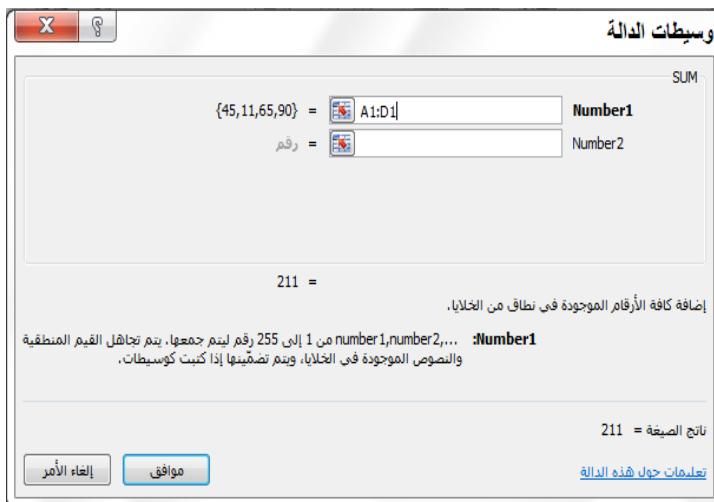 وسيطات الدالة
SUM
Number1 A1:D1 = {45,11,65,90}
Number2 = رقم
= 211
إضافة كافة الأرقام الموجودة في نطاق من الخلايا.
Number1: number1,number2,... من 1 إلى 255 رقم ليتم جمعها. يتم تجاهل القيم المنطقية
والنصوص الموجودة في الخلايا، ويتم تضمّينها إذا كتبت كوسيطات.
ناتج الصيغة = 211
تعليمات حول هذه الدالة
موافق
إلغاء الأمر